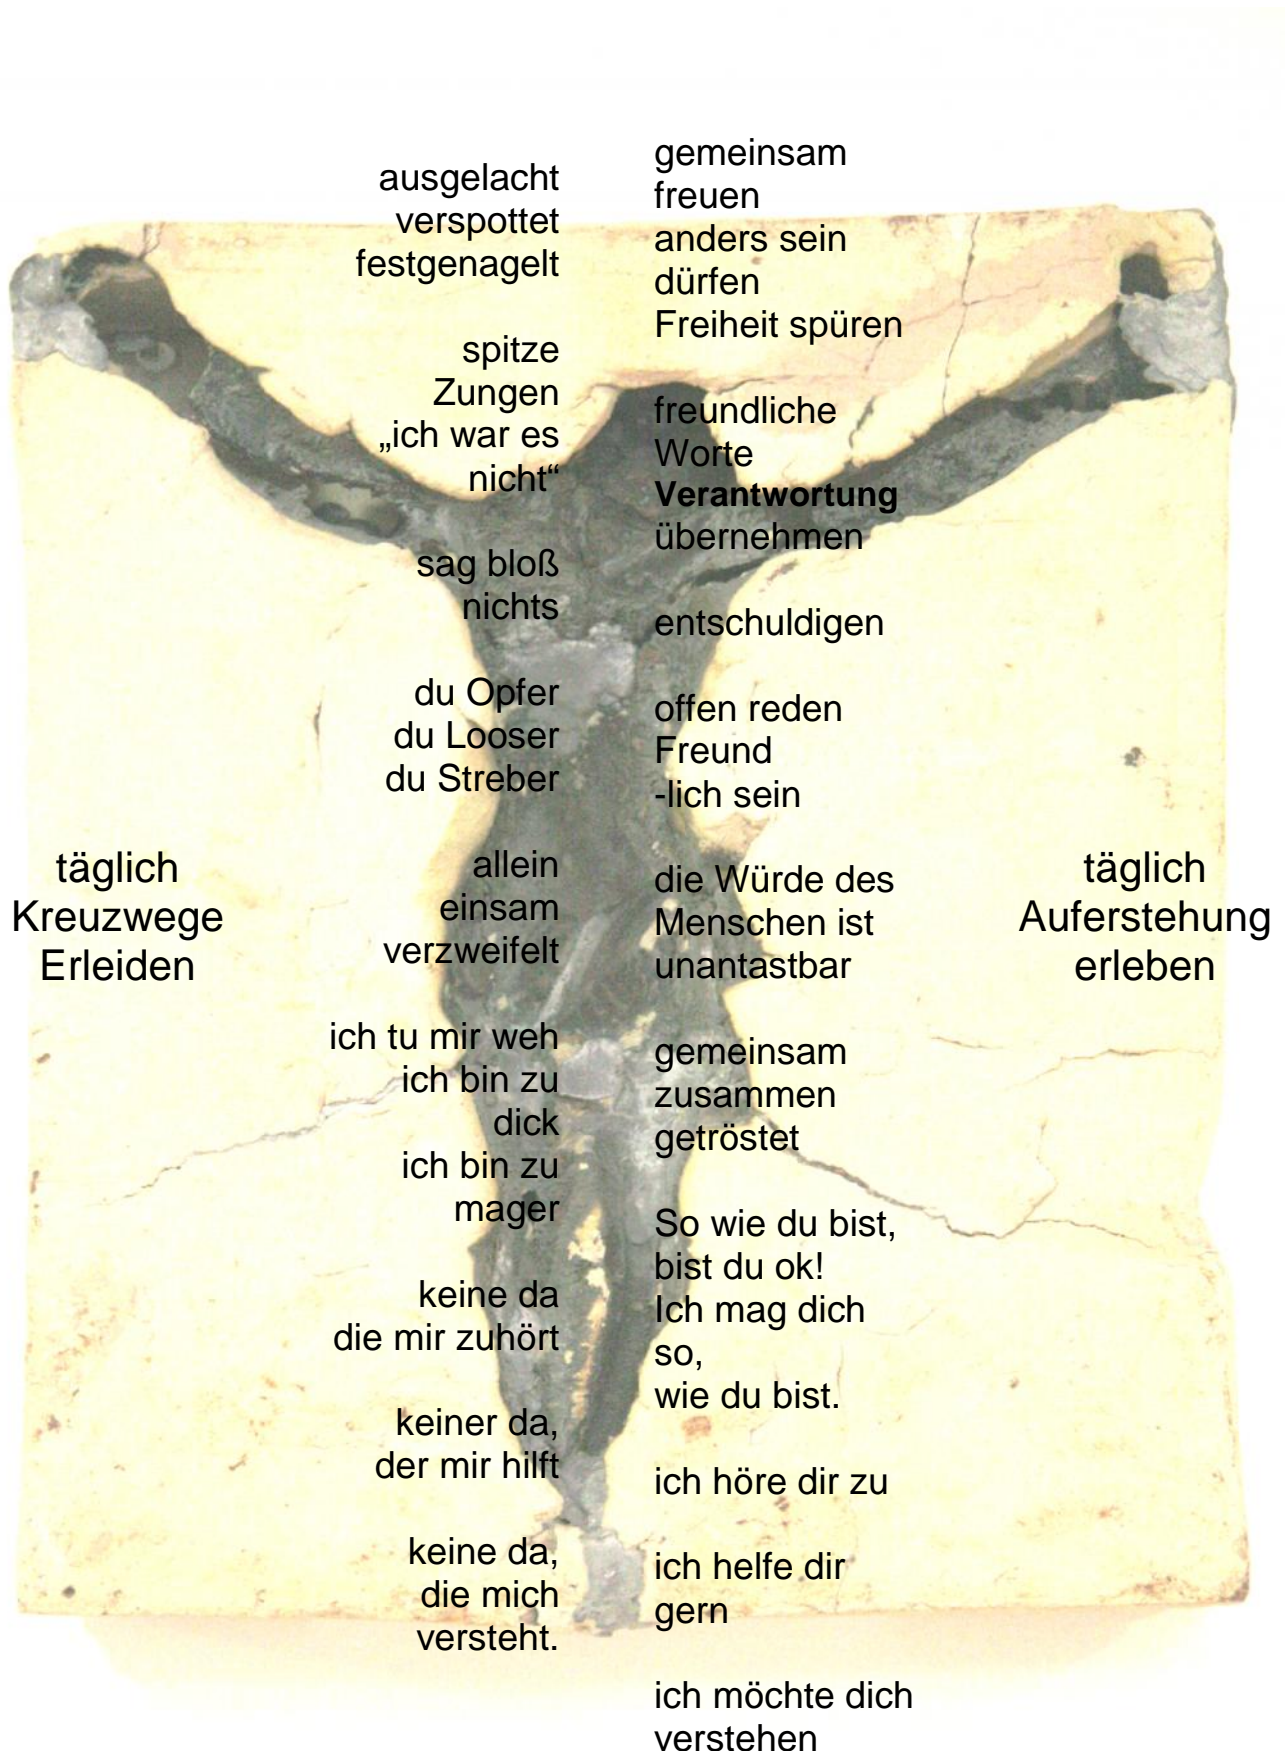 ausgelacht
verspottet
festgenagelt
spitze
Zungen
„ich war es
nicht“
sag bloß
nichts
du Opfer
du Looser
du Streber
allein
einsam
verzweifelt
ich tu mir weh
ich bin zu
dick
ich bin zu
mager
keine da
die mir zuhört
keiner da,
der mir hilft
keine da,
die mich
versteht.
gemeinsam
freuen
anders sein
dürfen
Freiheit spüren
freundliche
Worte
Verantwortung
übernehmen
entschuldigen
offen reden
Freund
-lich sein
die Würde des
Menschen ist
unantastbar
gemeinsam
zusammen
getröstet
So wie du bist,
bist du ok!
Ich mag dich
so,
wie du bist.
ich höre dir zu
ich helfe dir
gern
ich möchte dich
verstehen
täglich
Kreuzwege
Erleiden
täglich
Auferstehung
erleben